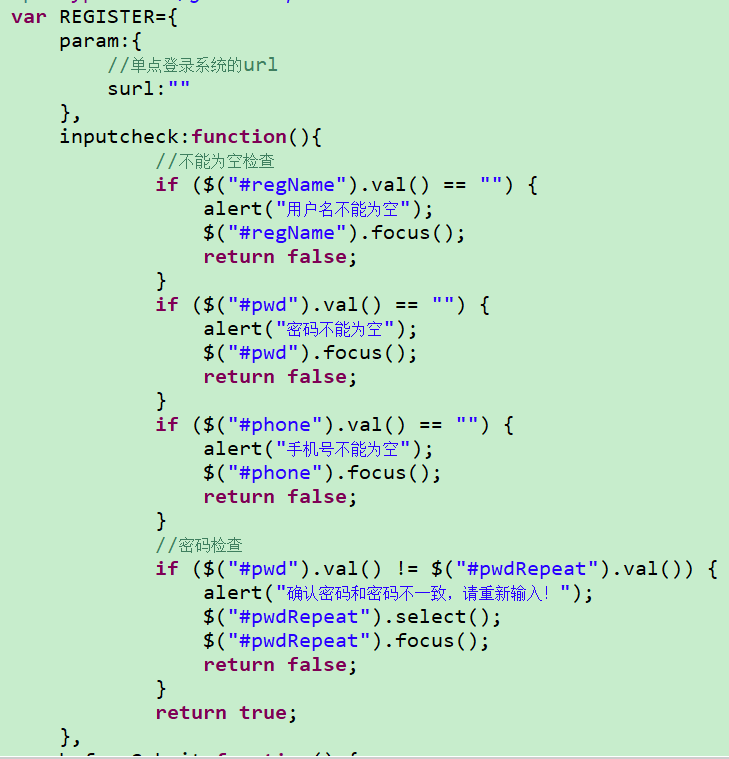 var REGISTER={
param:{
//单点登录系统的url
surl:""
},
inputcheck:function(){
//不能为空检查
if ($("#regName").val() == "") {
alert("用户名不能为空");
$("#regName").focus();
return false;
}
if ($("#pwd").val() == "") {
alert("密码不能为空");
$("#pwd").focus();
return false;
}
if ($("#phone").val() == "") {
alert("手机号不能为空");
$("#phone").focus();
return false;
}
//密码检查
if ($("#pwd").val() != $("#pwdRepeat").val()) {
alert("确认密码和密码不一致，请重新输入！");
$("#pwdRepeat").select();
$("#pwdRepeat").focus();
return false;
}
return true;
},